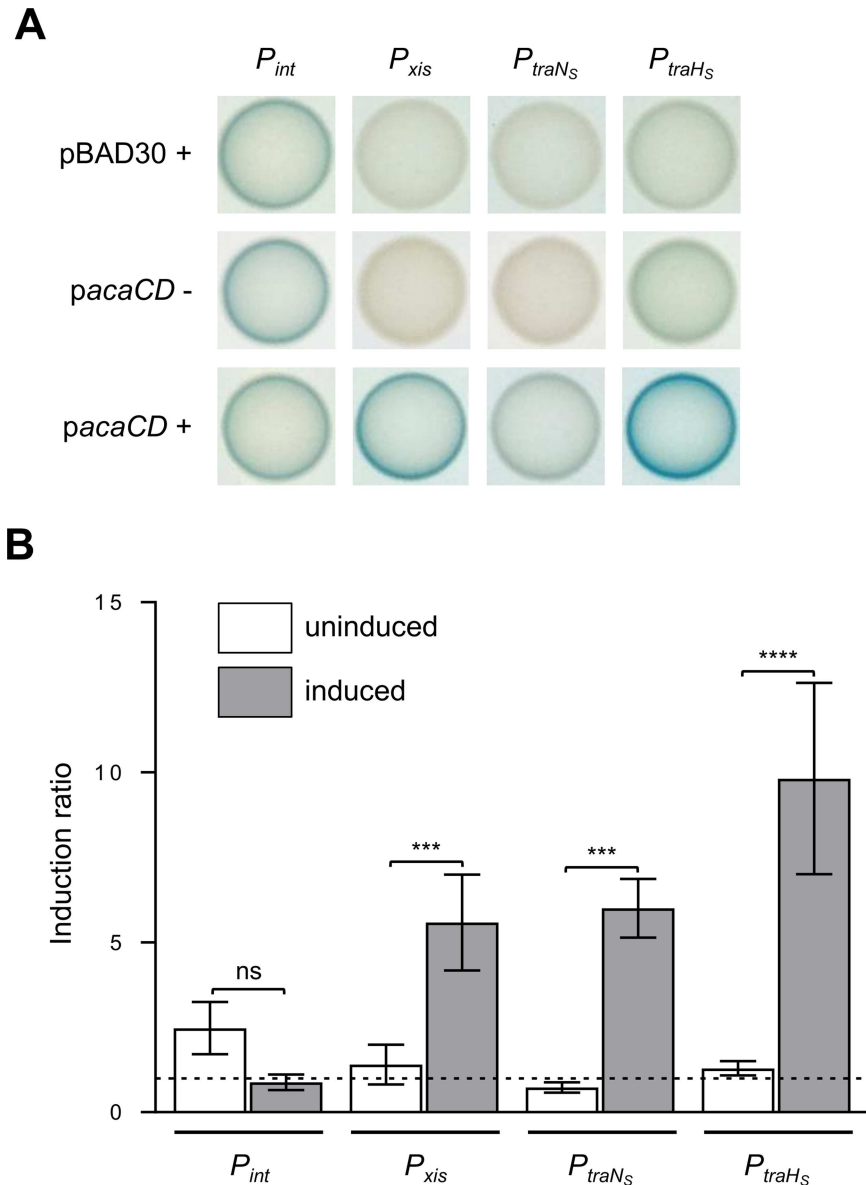 A
Pint Pxis PtraNS PtraHS
pBAD30 +
pacaCD -
pacaCD +
B
15
10
5
0
Induction ratio
uninduced
induced
ns
***
***
****
Pint Pxis PtraNS PtraHS